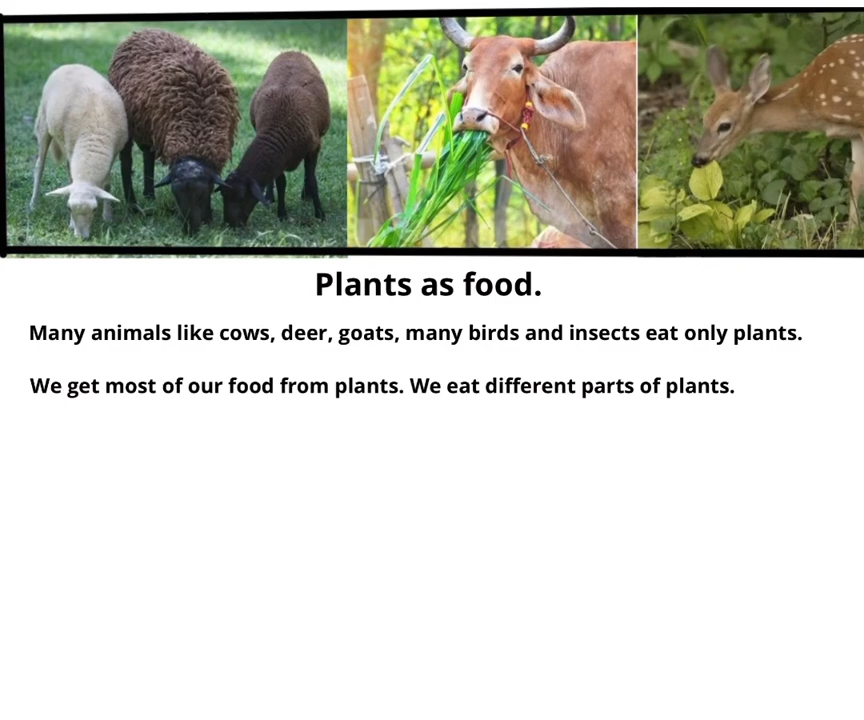 Plants as food.
Many animals like cows, deer, goats, many birds and insects eat only plants.
We get most of our food from plants. We eat different parts of plants.